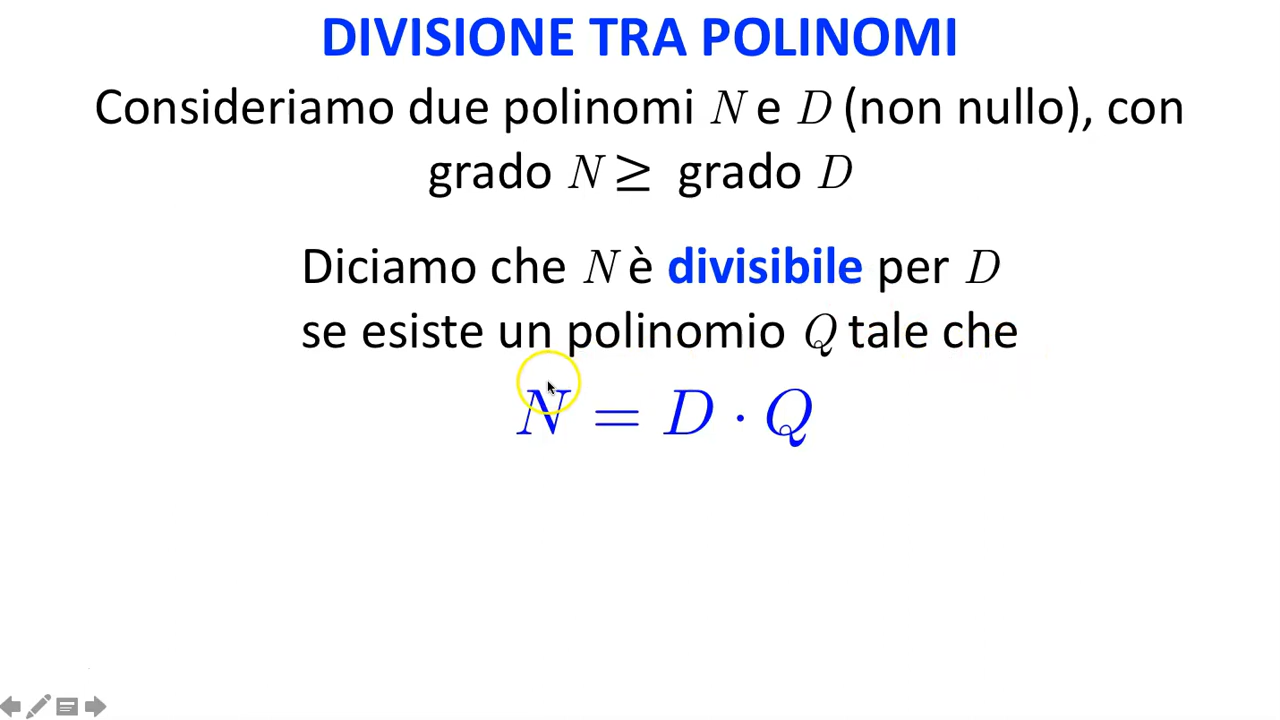 DIVISIONE TRA POLINOMI
Consideriamo due polinomi N e D (non nullo), con
grado N ≥ grado D
Diciamo che N è divisibile per D
se esiste un polinomio Q tale che
N = D · Q